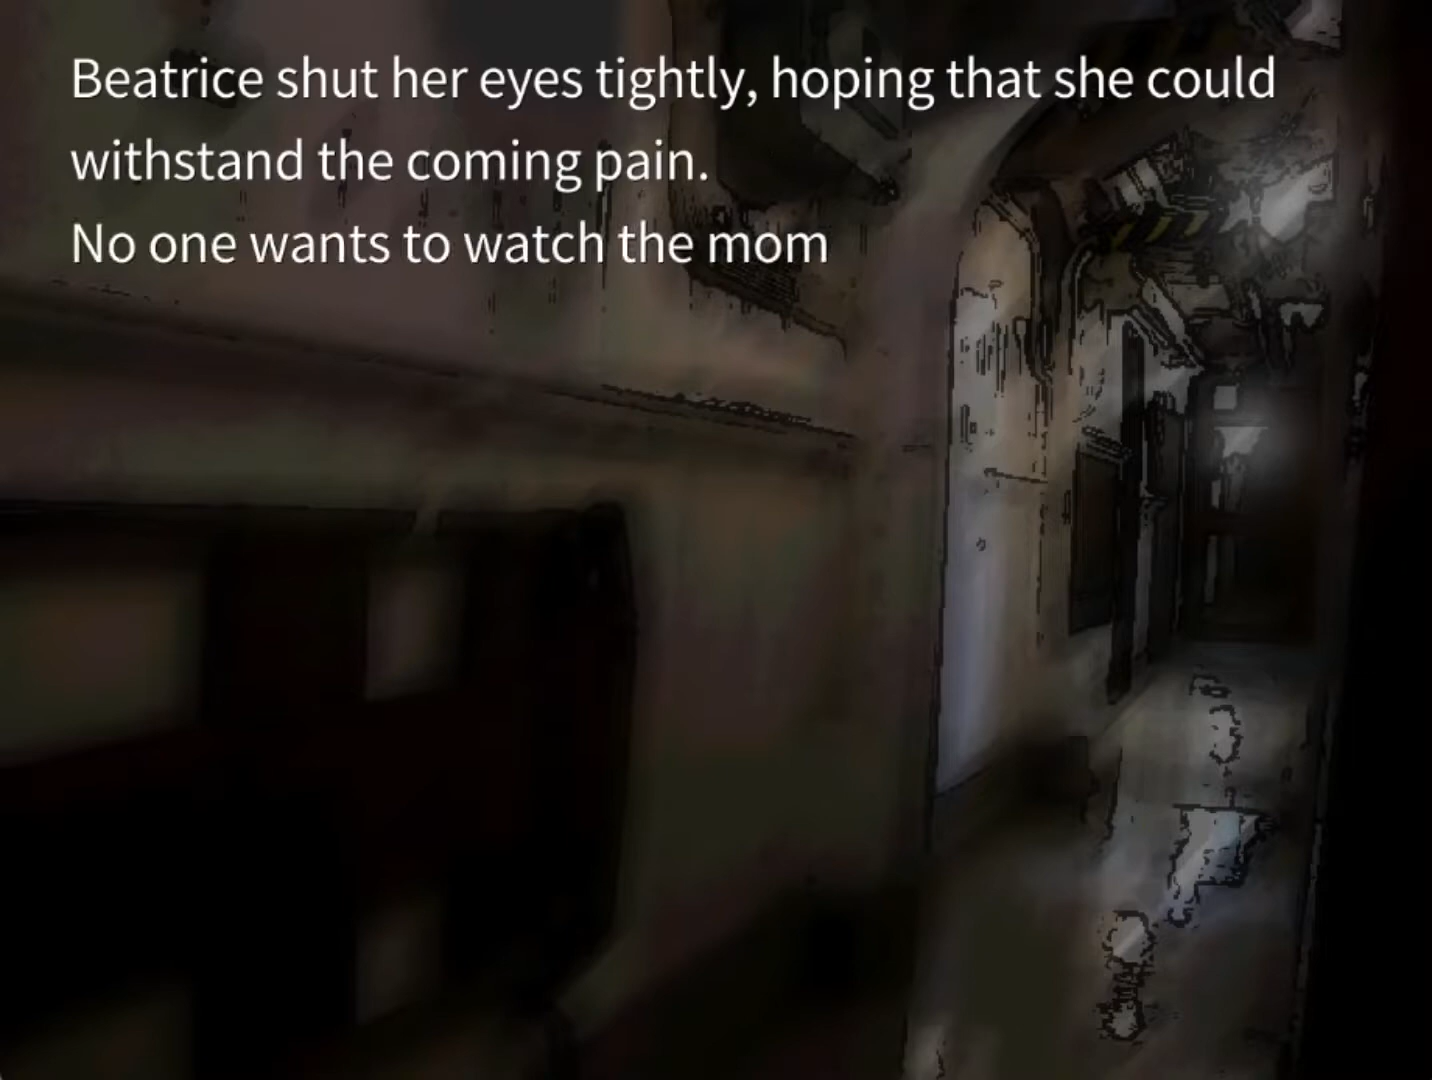 Beatrice shut her eyes tightly, hoping that she could
withstand the coming pain.
No one wants to watch the mom